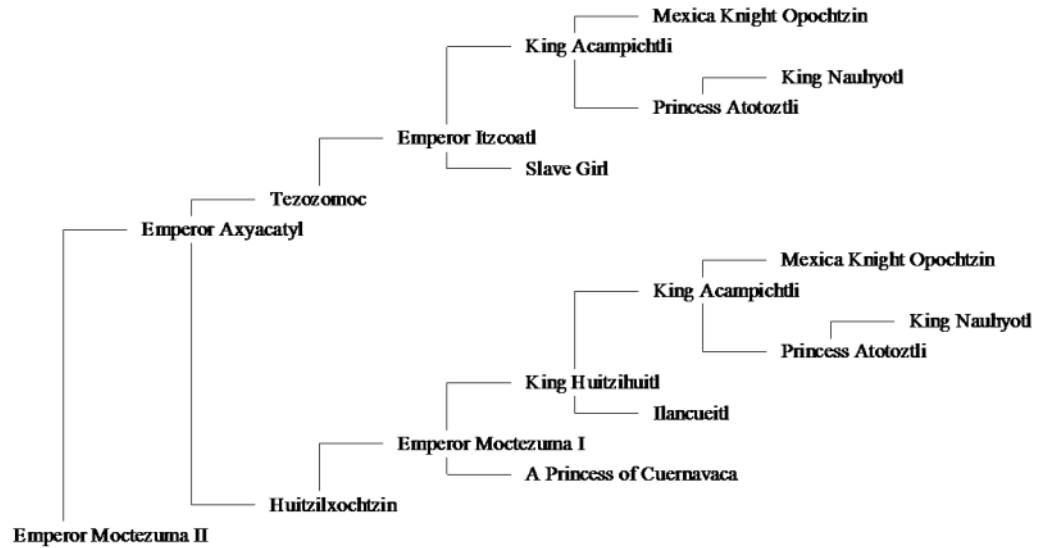 Mexica Knight Opochtzin
King Acampichtli
King Nauhyotl
Princess Atotoztli
Emperor Itzcoatl
Slave Girl
Tezozomoc
Emperor Axyacatyl
Mexica Knight Opochtzin
King Acampichtli
King Nauhyotl
Princess Atotoztli
King Huitzihuitl
Ilancueitl
Emperor Moctezuma I
A Princess of Cuernavaca
Huitzilxochtzin
Emperor Moctezuma II